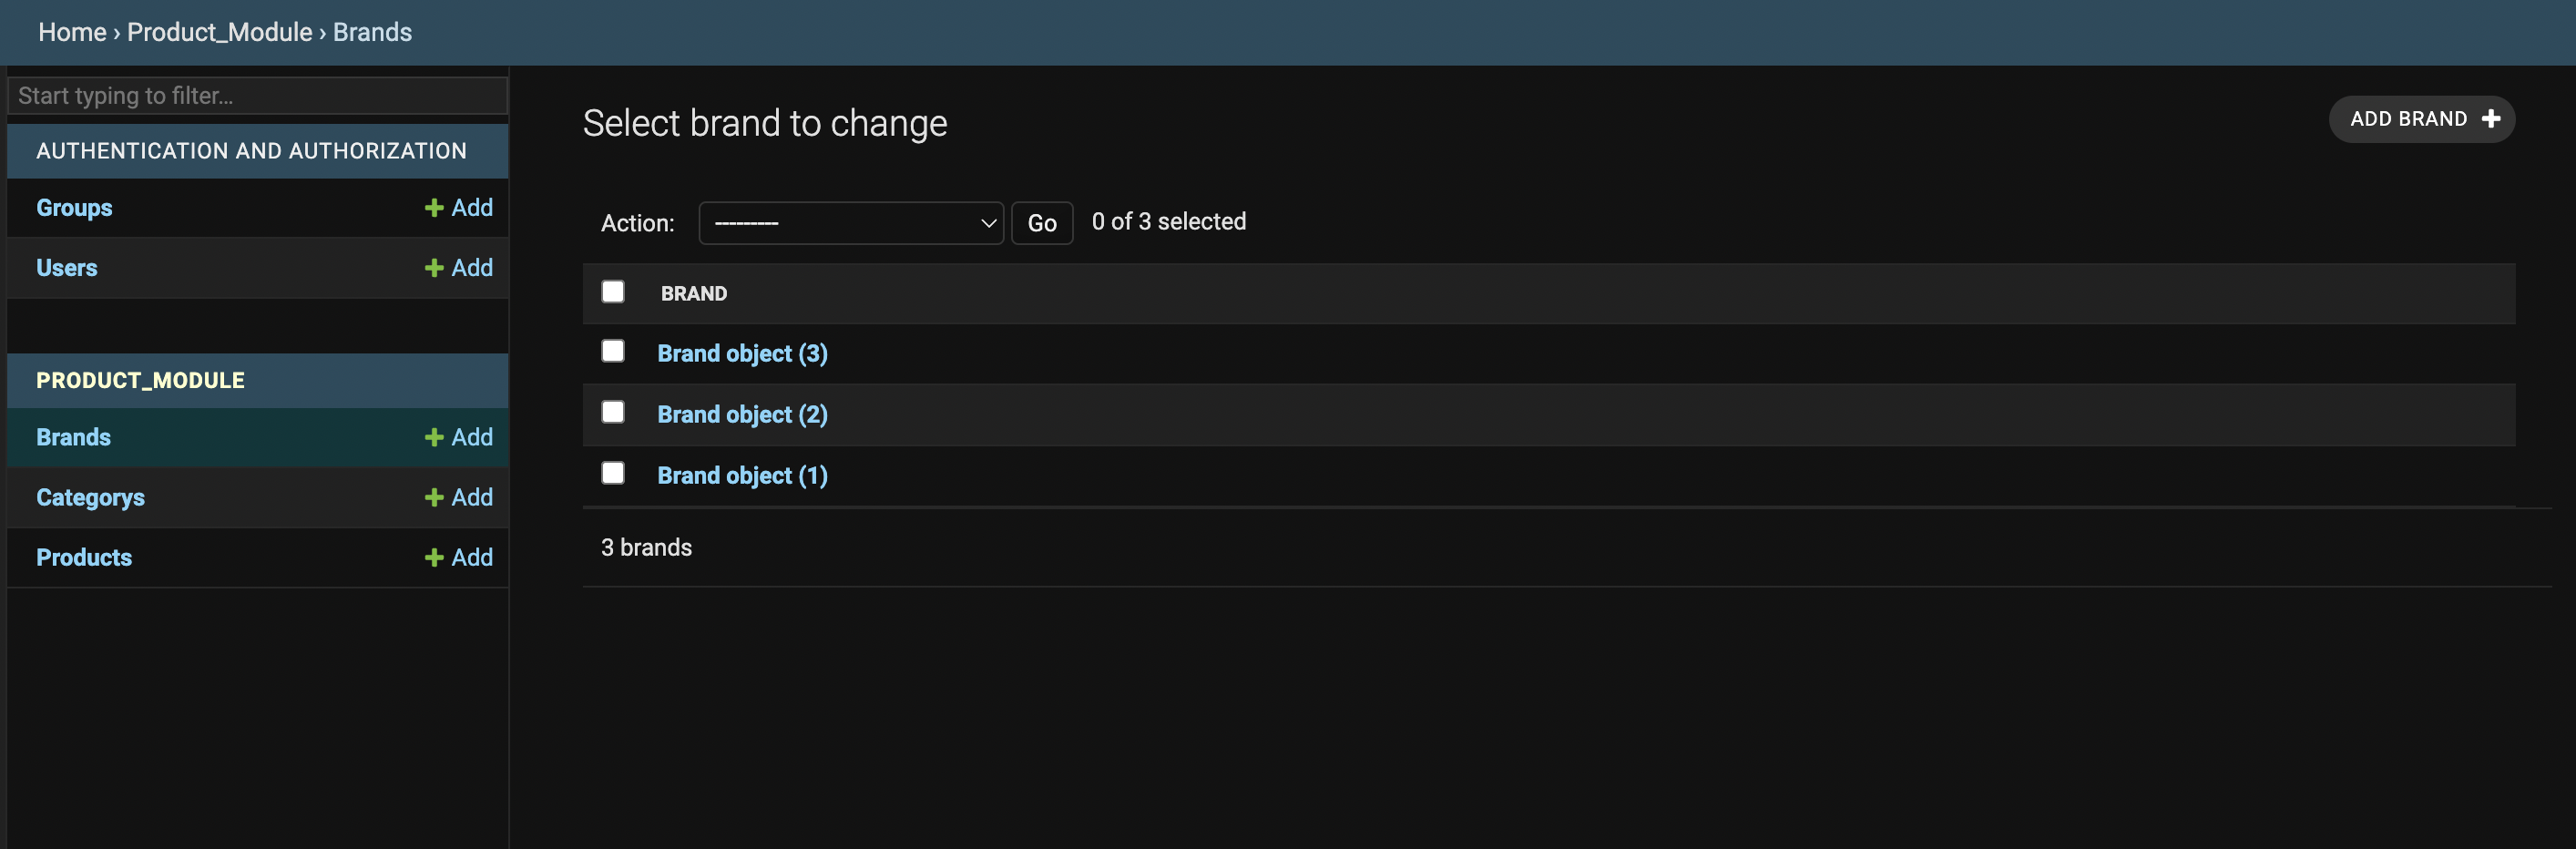 Home › Product_Module › Brands
Start typing to filter…
AUTHENTICATION AND AUTHORIZATION
Groups + Add
Users + Add
PRODUCT_MODULE
Brands + Add
Categorys + Add
Products + Add
Select brand to change
ADD BRAND +
Action: --------- Go 0 of 3 selected
BRAND
Brand object (3)
Brand object (2)
Brand object (1)
3 brands